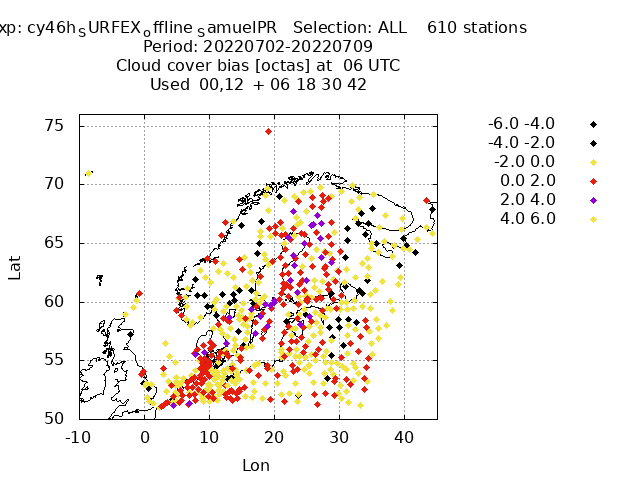 xp: cy46hSURFEXoffline samuelPR Selection: ALL 610 stations
Period: 20220702-20220709
Cloud cover bias [octas] at 06 UTC
Used 00,12 + 06 18 30 42
-6.0 -4.0
-4.0 -2.0
-2.0 0.0
0.0 2.0
2.0 4.0
4.0 6.0
75
70
65
60
55
50
Lat
-10 0 10 20 30 40
Lon